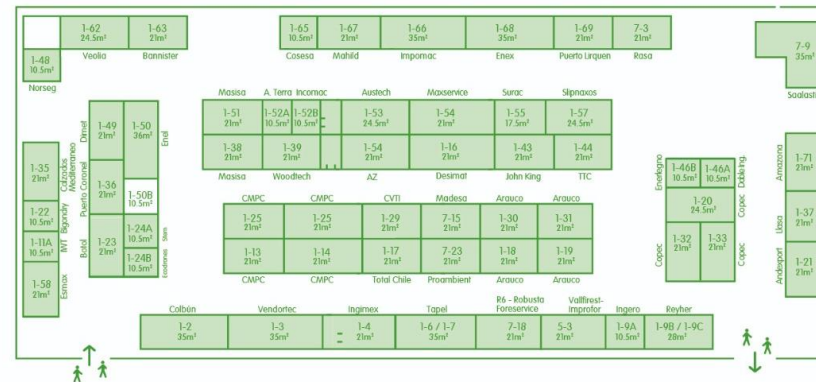 1-62
24.5m²
Veolia
1-63
21m²
Bannister
1-65
10.5m²
Cosesa
1-67
21m²
Mahild
1-66
35m²
Impomac
1-68
35m²
Enex
1-69
21m²
Puerto Lirquen
7-3
21m²
Rasa
7-9
35m²
Saalasti
1-48
10.5m²
Norseg
Masisa
1-51
21m²
A. Terra
1-52A
10.5m²
Incomac
1-52B
10.5m²
Austech
1-53
24.5m²
Maxservice
1-54
21m²
Surac
1-55
17.5m²
Slipnaxos
1-57
24.5m²
1-38
21m²
Masisa
1-39
21m²
Woodtech
1-54
21m²
AZ
1-16
21m²
Desimat
1-43
21m²
John King
1-44
21m²
TTC
Dimet
1-49
21m²
1-50
36m²
Enel
Puerto Coronel
1-36
21m²
1-50B
10.5m²
Batol
1-23
21m²
1-24A
10.5m²
1-24B
10.5m²
1-35
21m²
Calzados
Mediterraneo
1-22
10.5m²
Bigandry
1-11A
10.5m²
IWT
1-58
21m²
Esmax
CMPC
1-25
21m²
CMPC
1-25
21m²
CVTI
1-29
21m²
Madesa
7-15
21m²
Arauco
1-30
21m²
Arauco
1-31
21m²
1-13
21m²
CMPC
1-14
21m²
CMPC
1-17
21m²
Total Chile
7-23
21m²
Proambient
1-18
21m²
Arauco
1-19
21m²
Arauco
Enerlegno
1-46B
10.5m²
1-46A
10.5m²
Doble Ing.
1-20
24.5m²
Copec
Copec
1-32
21m²
1-33
21m²
Copec
Amazonia
1-71
21m²
1-37
21m²
Andexport
1-21
21m²
Colbún
1-2
35m²
Vendortec
1-3
35m²
Ingimex
1-4
21m²
Tapel
1-6 / 1-7
35m²
R6 - Robusta
Foreservice
7-18
21m²
Vallfirest-
Improfor
5-3
21m²
Ingero
1-9A
10.5m²
Reyher
1-9B / 1-9C
28m²